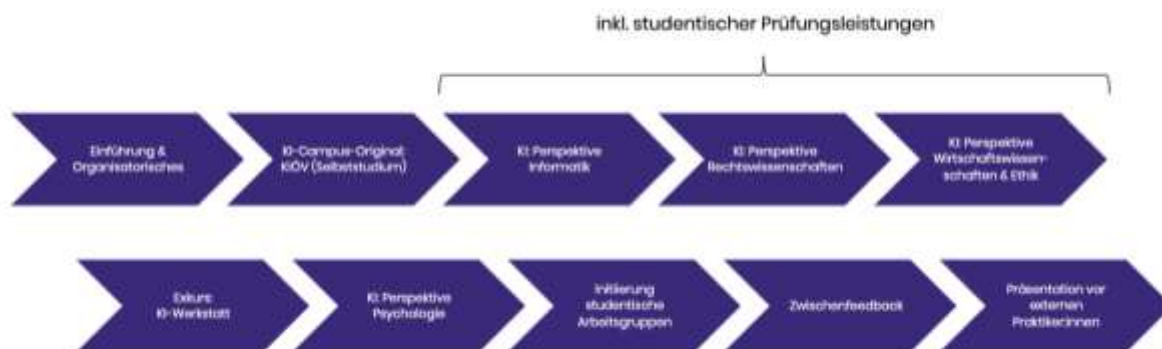 inkl. studentischer Prüfungsleistungen
Einführung &
Organisatorisches
KI-Campus-Original:
KIÖV (Selbststudium)
KI: Perspektive
Informatik
KI: Perspektive
Rechtswissenschaften
KI: Perspektive
Wirtschaftswissen-
schaften & Ethik
Exkurs:
KI-Werkstatt
KI: Perspektive
Psychologie
Initiierung
studentische
Arbeitsgruppen
Zwischenfeedback
Präsentation vor
externen
Praktiker:innen